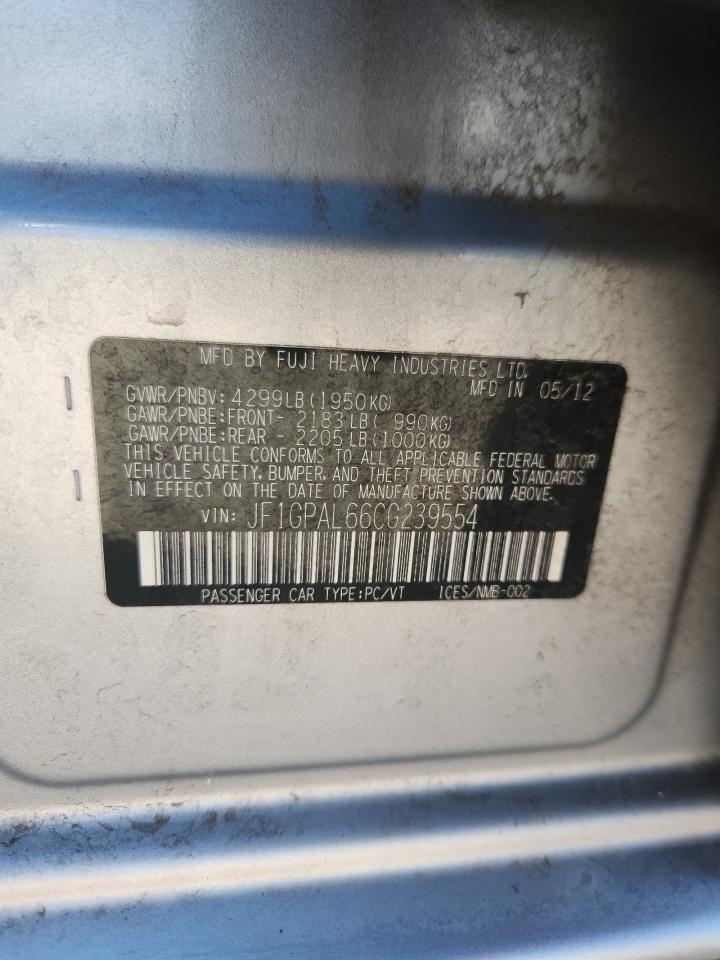 MFD BY FUJI HEAVY INDUSTRIES LTD.
MFD IN 05/12
GVWR/PNBV: 4299LB(1950KG)
GAWR/PNBE:FRONT- 2183LB( 990KG)
GAWR/PNBE:REAR - 2205LB(1000KG)
THIS VEHICLE CONFORMS TO ALL APPLICABLE FEDERAL MOTOR
VEHICLE SAFETY, BUMPER, AND THEFT PREVENTION STANDARDS
IN EFFECT ON THE DATE OF MANUFACTURE SHOWN ABOVE.
VIN: JF1GPAL66CG239554
PASSENGER CAR TYPE:PC/VT ICES/NMB-002